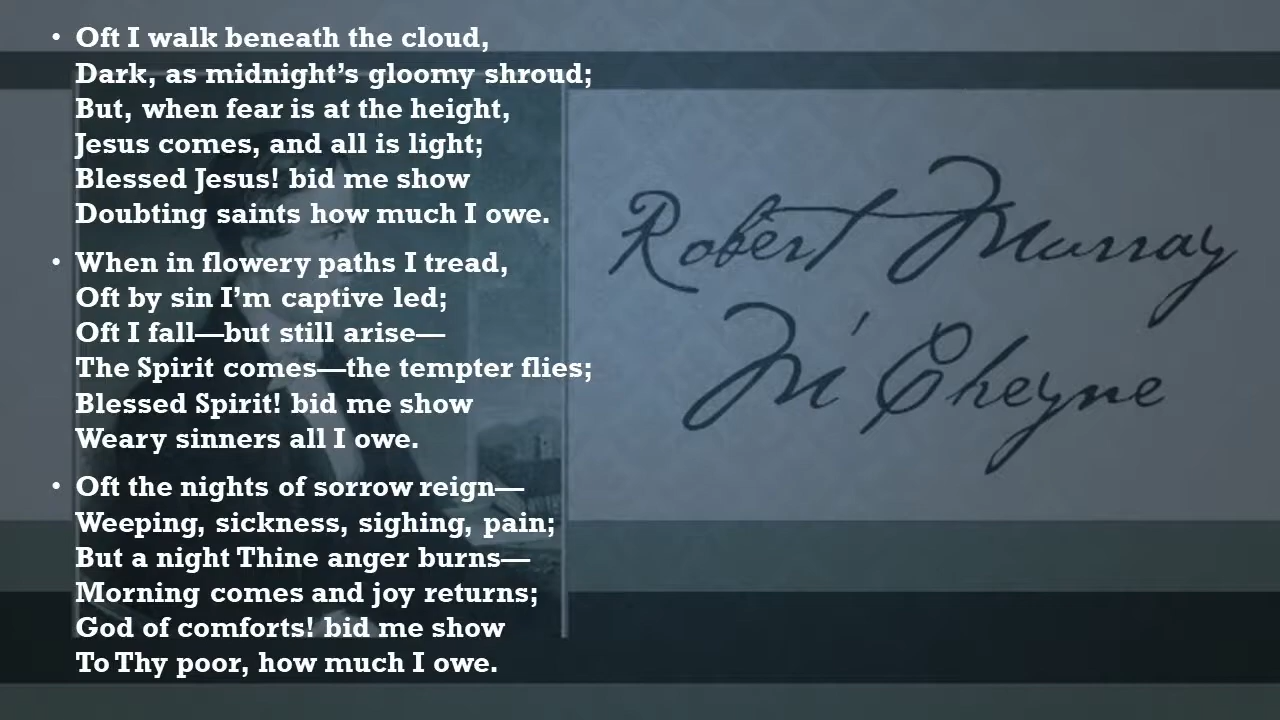 • Oft I walk beneath the cloud,
Dark, as midnight’s gloomy shroud;
But, when fear is at the height,
Jesus comes, and all is light;
Blessed Jesus! bid me show
Doubting saints how much I owe.
• When in flowery paths I tread,
Oft by sin I’m captive led;
Oft I fall—but still arise—
The Spirit comes—the tempter flies;
Blessed Spirit! bid me show
Weary sinners all I owe.
• Oft the nights of sorrow reign—
Weeping, sickness, sighing, pain;
But a night Thine anger burns—
Morning comes and joy returns;
God of comforts! bid me show
To Thy poor, how much I owe.
Robert Murray
M'Cheyne